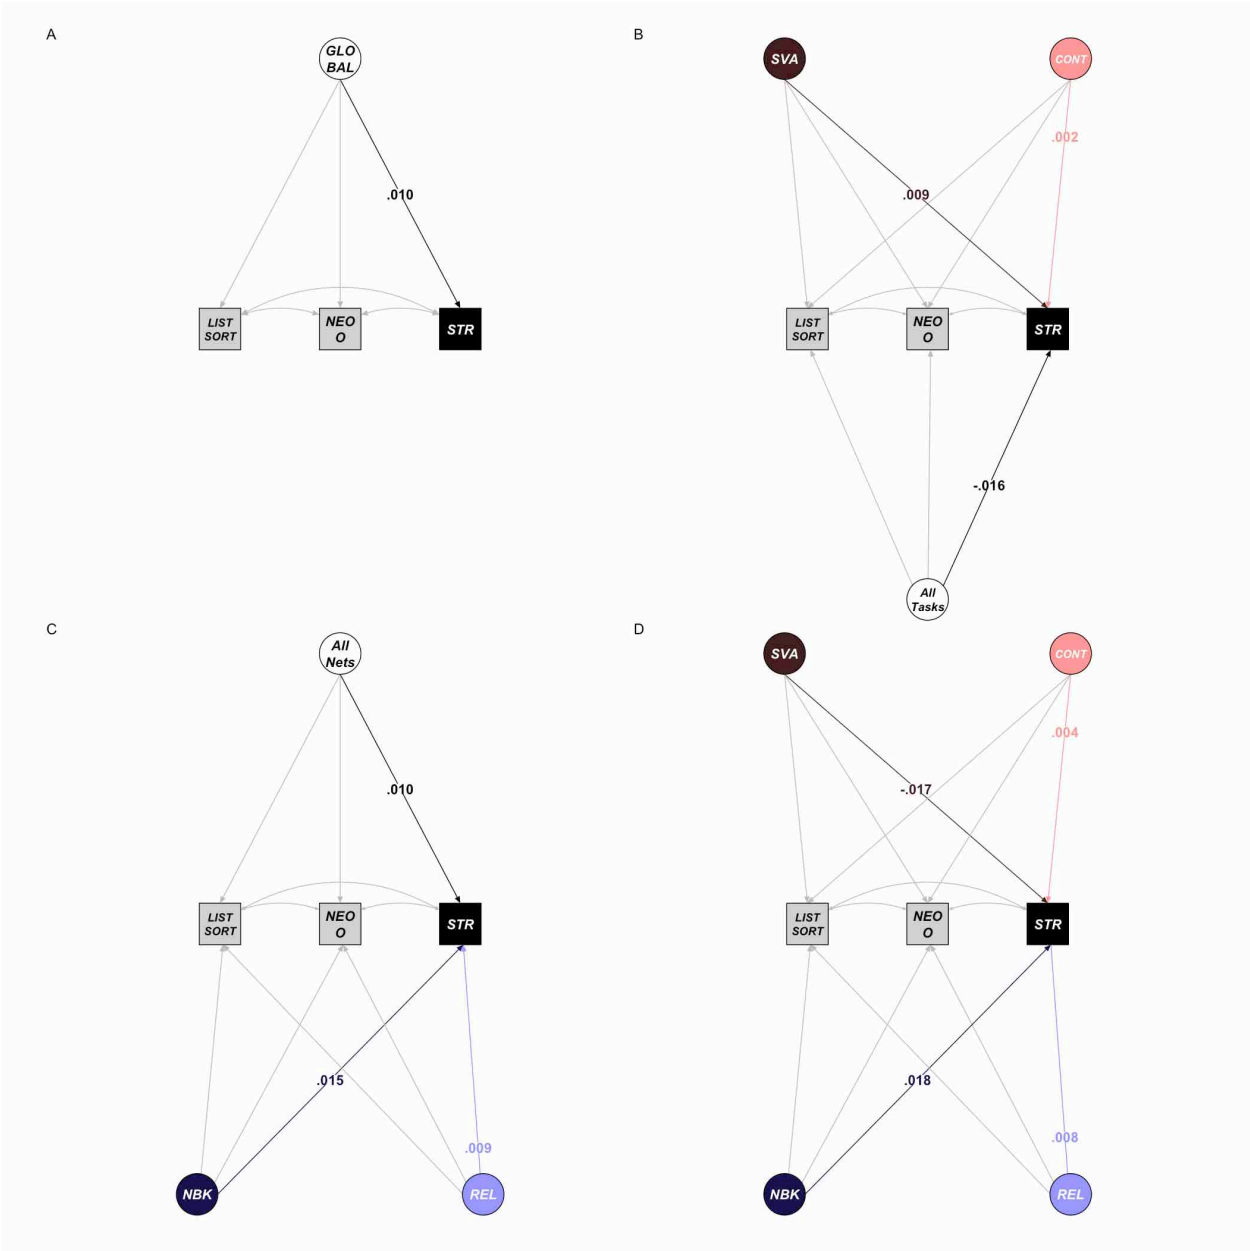 A
GLO
BAL
.010
LIST
SORT
NEO
O
STR
B
SVA
CONT
.002
.009
LIST
SORT
NEO
O
STR
-.016
All
Tasks
C
All
Nets
.010
LIST
SORT
NEO
O
STR
.015
.009
NBK
REL
D
SVA
CONT
.004
-.017
LIST
SORT
NEO
O
STR
.018
.008
NBK
REL